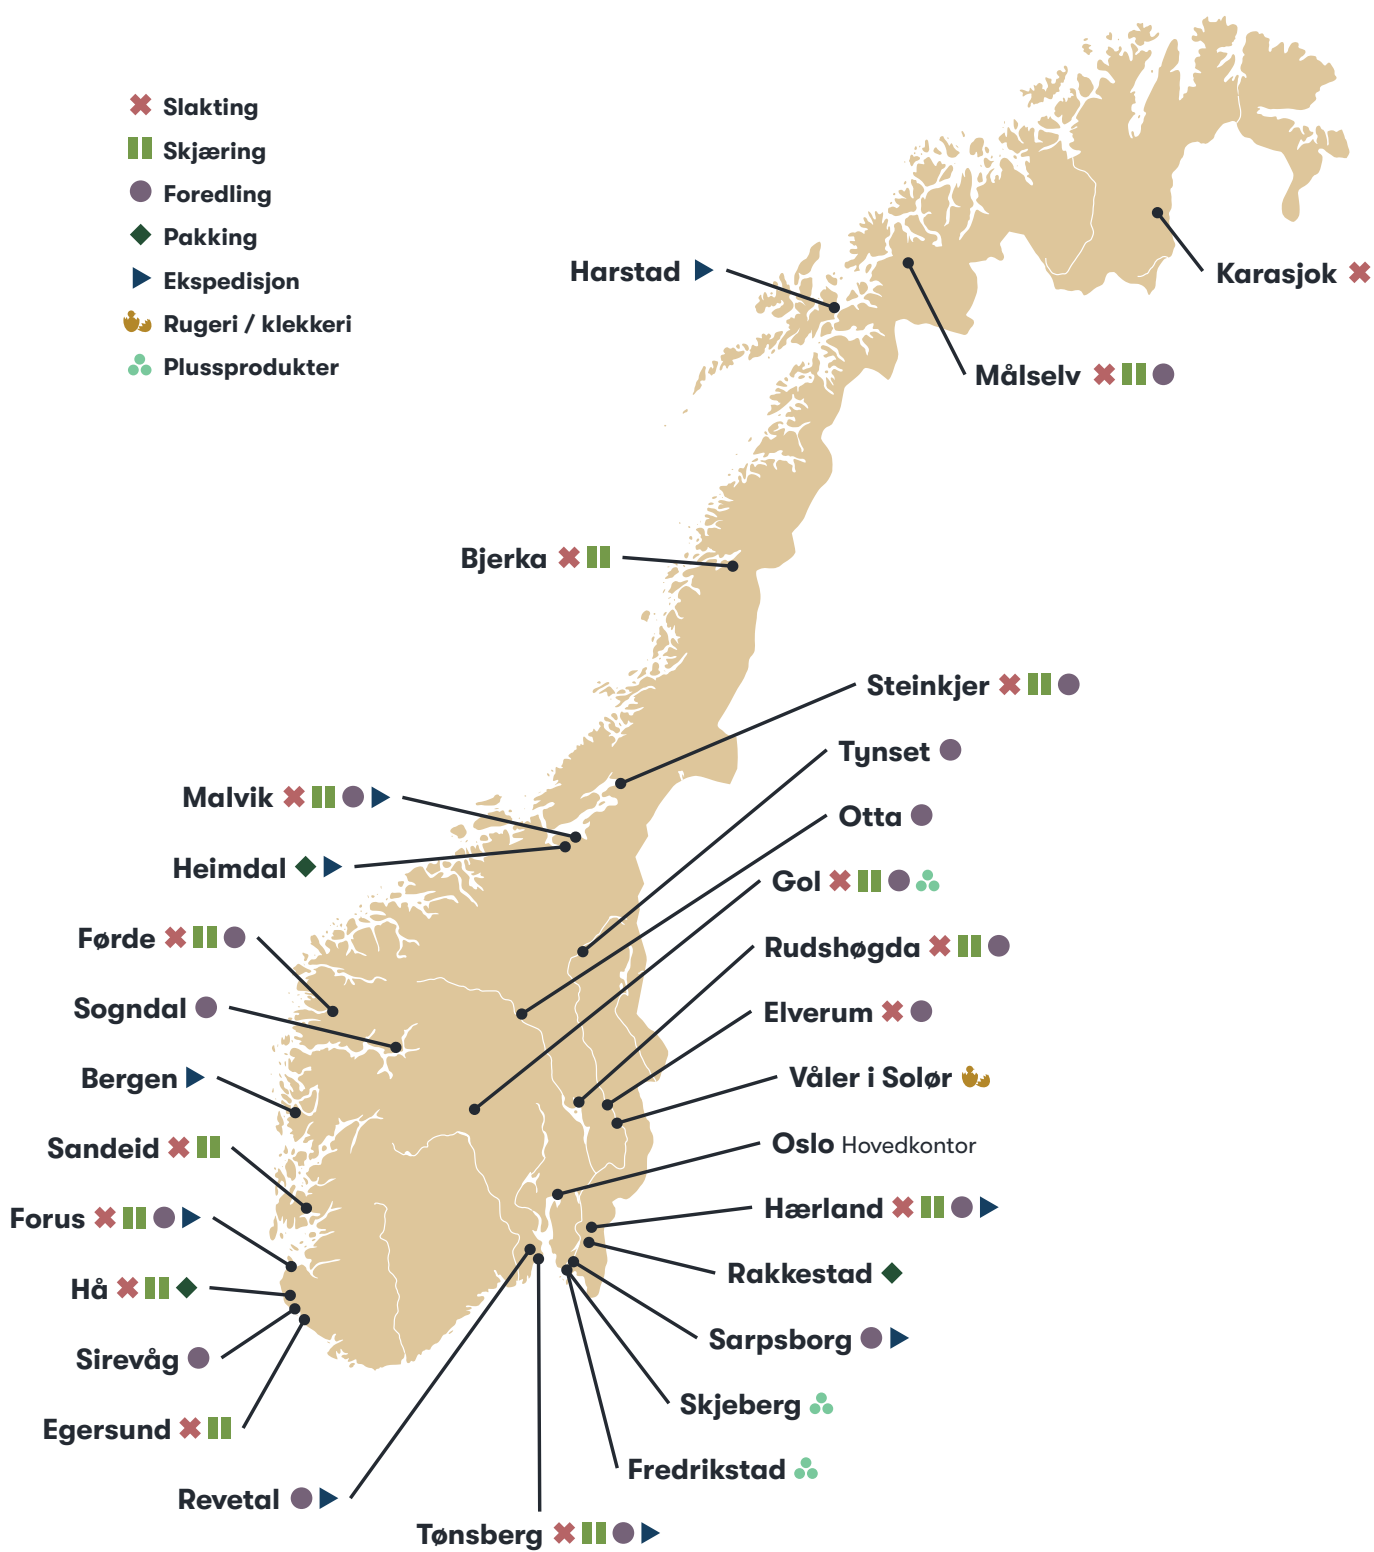 Slakting
Skjæring
Foredling
Pakking
Ekspedisjon
Rugeri / klekkeri
Plussprodukter
Harstad
Karasjok
Målselv
Bjerka
Steinkjer
Tynset
Malvik
Otta
Heimdal
Gol
Førde
Rudshøgda
Sogndal
Elverum
Bergen
Våler i Solør
Sandeid
Oslo Hovedkontor
Forus
Hærland
Hå
Rakkestad
Sirevåg
Sarpsborg
Egersund
Skjeberg
Fredrikstad
Revetal
Tønsberg